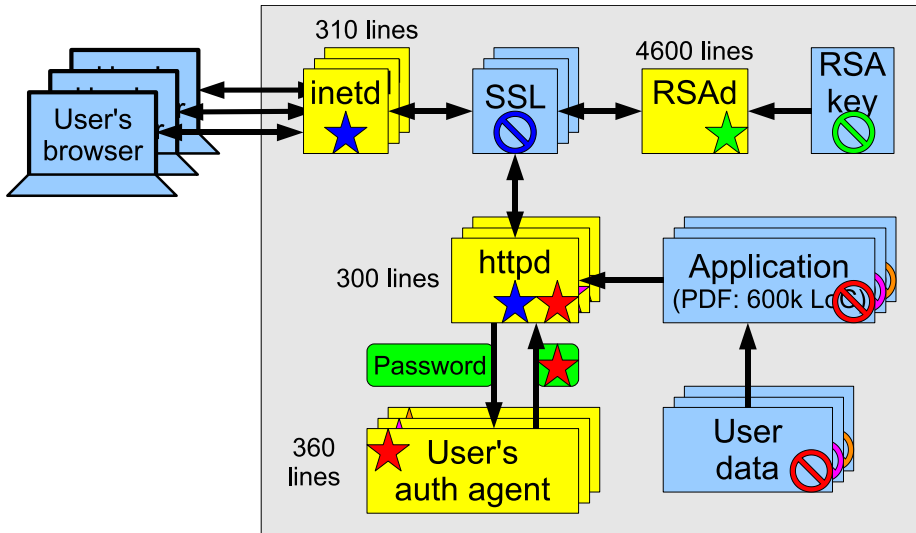 310 lines
4600 lines
inetd
SSL
RSAd
RSA
key
User's
browser
300 lines
httpd
Application
(PDF: 600k LoC)
Password
360
lines
User's
auth agent
User
data